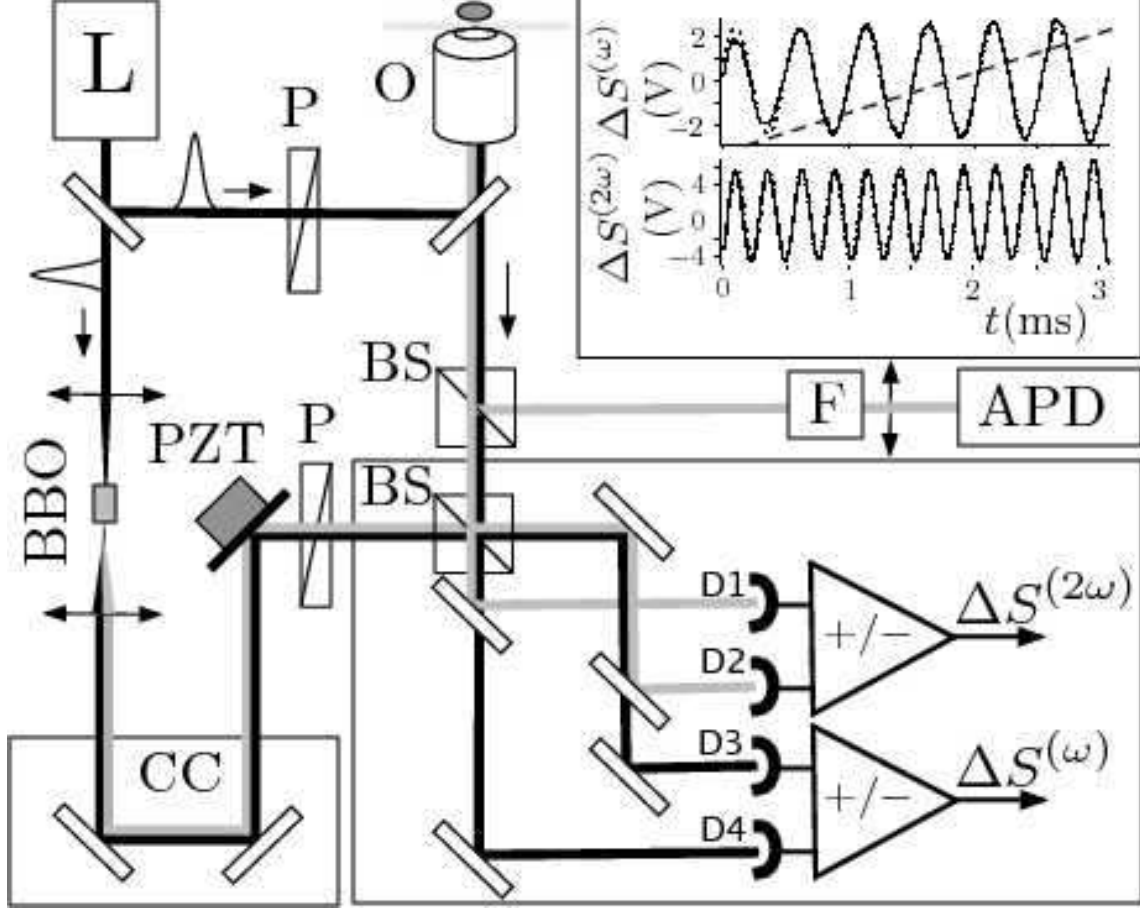 L
P
O
ΔS^(ω)
(V)
2
0
−2
ΔS^(2ω)
(V)
4
0
−4
0
1
2
3
t(ms)
BS
F
APD
PZT
P
BBO
BS
D1
+/−
ΔS^(2ω)
D2
D3
+/−
ΔS^(ω)
D4
CC